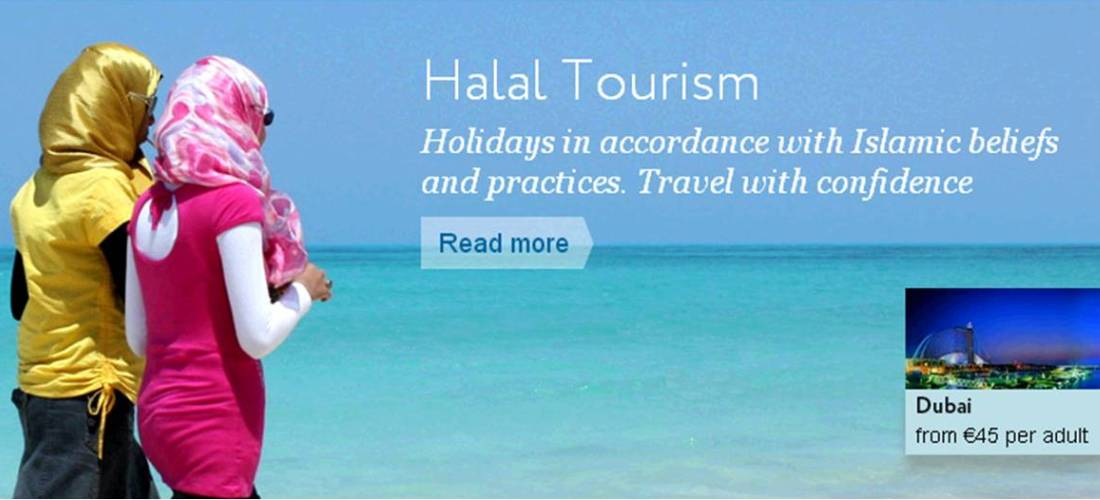 Halal Tourism
Holidays in accordance with Islamic beliefs
and practices. Travel with confidence
Read more
Dubai
from €45 per adult